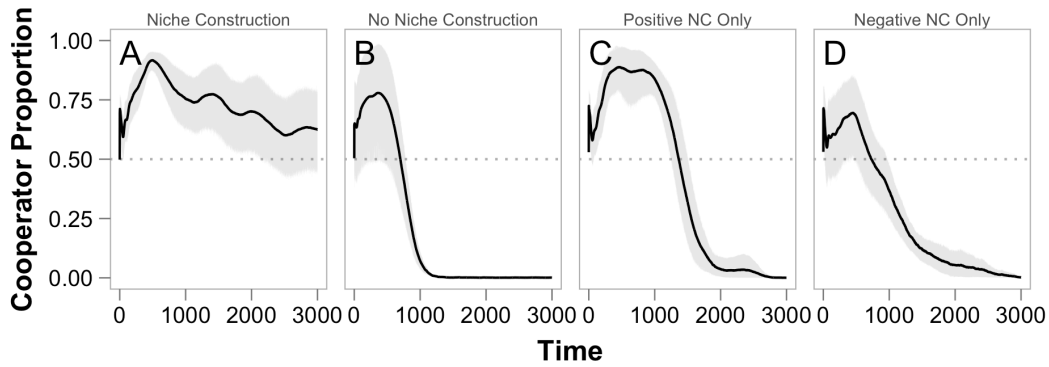 Niche Construction
No Niche Construction
Positive NC Only
Negative NC Only
A
B
C
D
Cooperator Proportion
1.00
0.75
0.50
0.25
0.00
0 1000 2000 3000
0 1000 2000 3000
0 1000 2000 3000
0 1000 2000 3000
Time